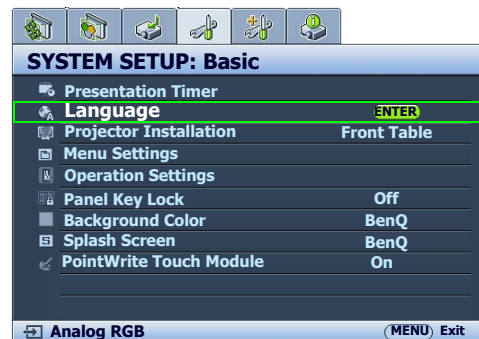 SYSTEM SETUP: Basic
Presentation Timer
Language ENTER
Projector Installation Front Table
Menu Settings
Operation Settings
Panel Key Lock Off
Background Color BenQ
Splash Screen BenQ
PointWrite Touch Module On
Analog RGB MENU Exit